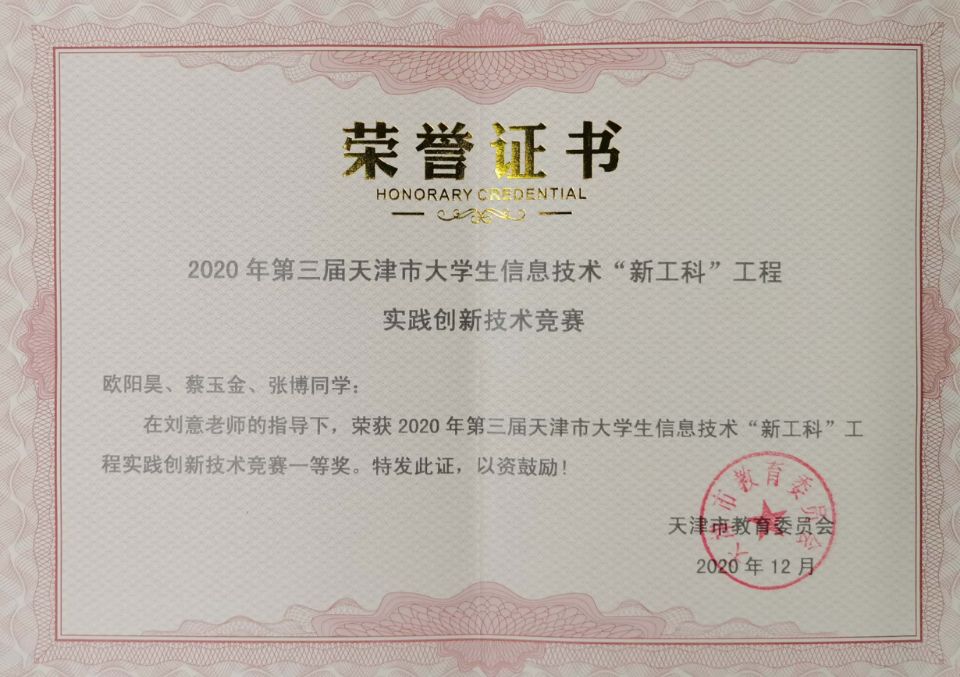 荣誉证书
HONORARY CREDENTIAL
2020 年第三届天津市大学生信息技术“新工科”工程
实践创新技术竞赛
欧阳昊、蔡玉金、张博同学：
在刘意老师的指导下，荣获 2020 年第三届天津市大学生信息技术“新工科”工
程实践创新技术竞赛一等奖。特发此证，以资鼓励！
天津市教育委员会
2020 年 12 月
天津市教育委员会